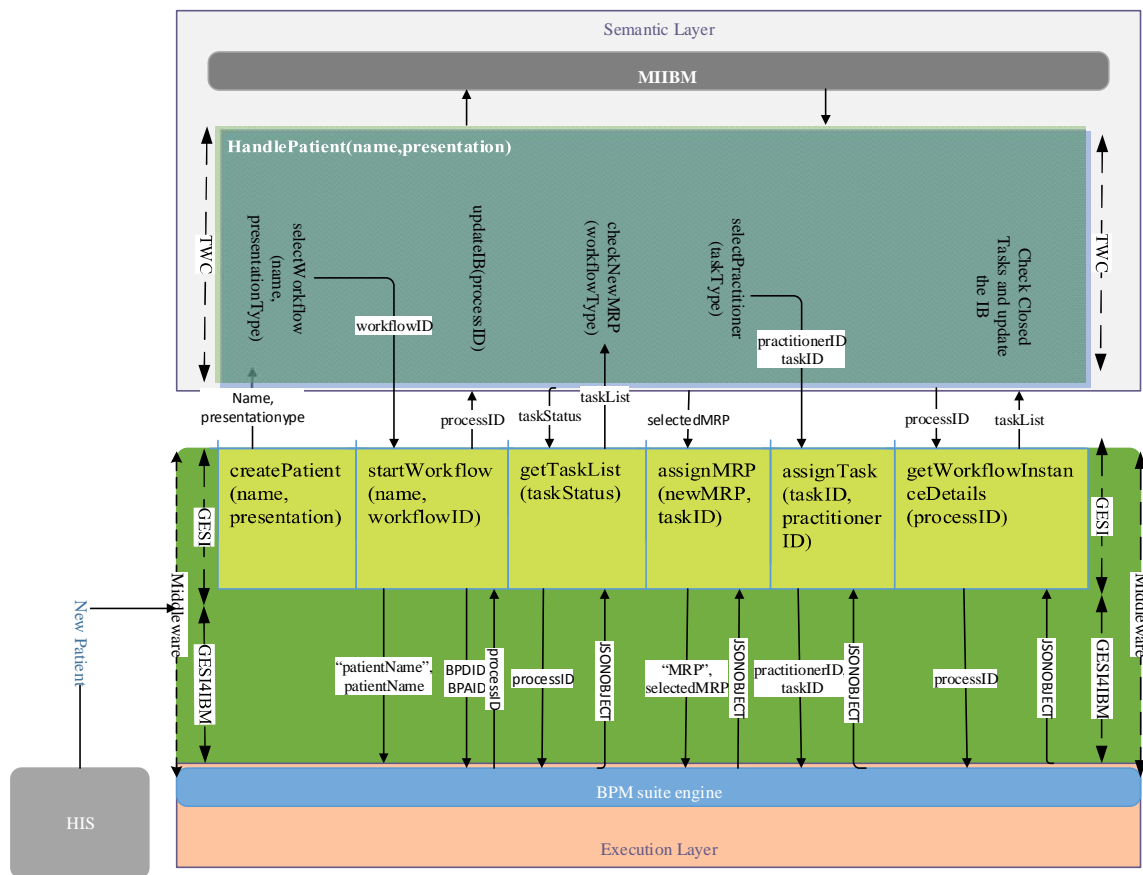 Semantic Layer
MIIBM
HandlePatient(name,presentation)
TWC
selectWorkflow
(name,
presentationType)
workflowID
updateIB(processID)
checkNewMRP
(workflowType)
selectPractitioner
(taskType)
practitionerID
taskID
Check Closed
Tasks and update
the IB
TWC
Name,
presentationype
processID
taskStatus
taskList
selectedMRP
processID
taskList
createPatient
(name,
presentation)
startWorkflow
(name,
workflowID)
getTaskList
(taskStatus)
assignMRP
(newMRP,
taskID)
assignTask
(taskID,
practitioner
ID)
getWorkflowInstan
ceDetails
(processID)
GESI
GESI
Middleware
Middleware
New Patient
GESI4IBM
GESI4IBM
“patientName”,
patientName
BPDID
BPAID
processID
processID
JSONOBJECT
“MRP”,
selectedMRP
JSONOBJECT
practitionerID,
taskID
JSONOBJECT
processID
JSONOBJECT
BPM suite engine
HIS
Execution Layer